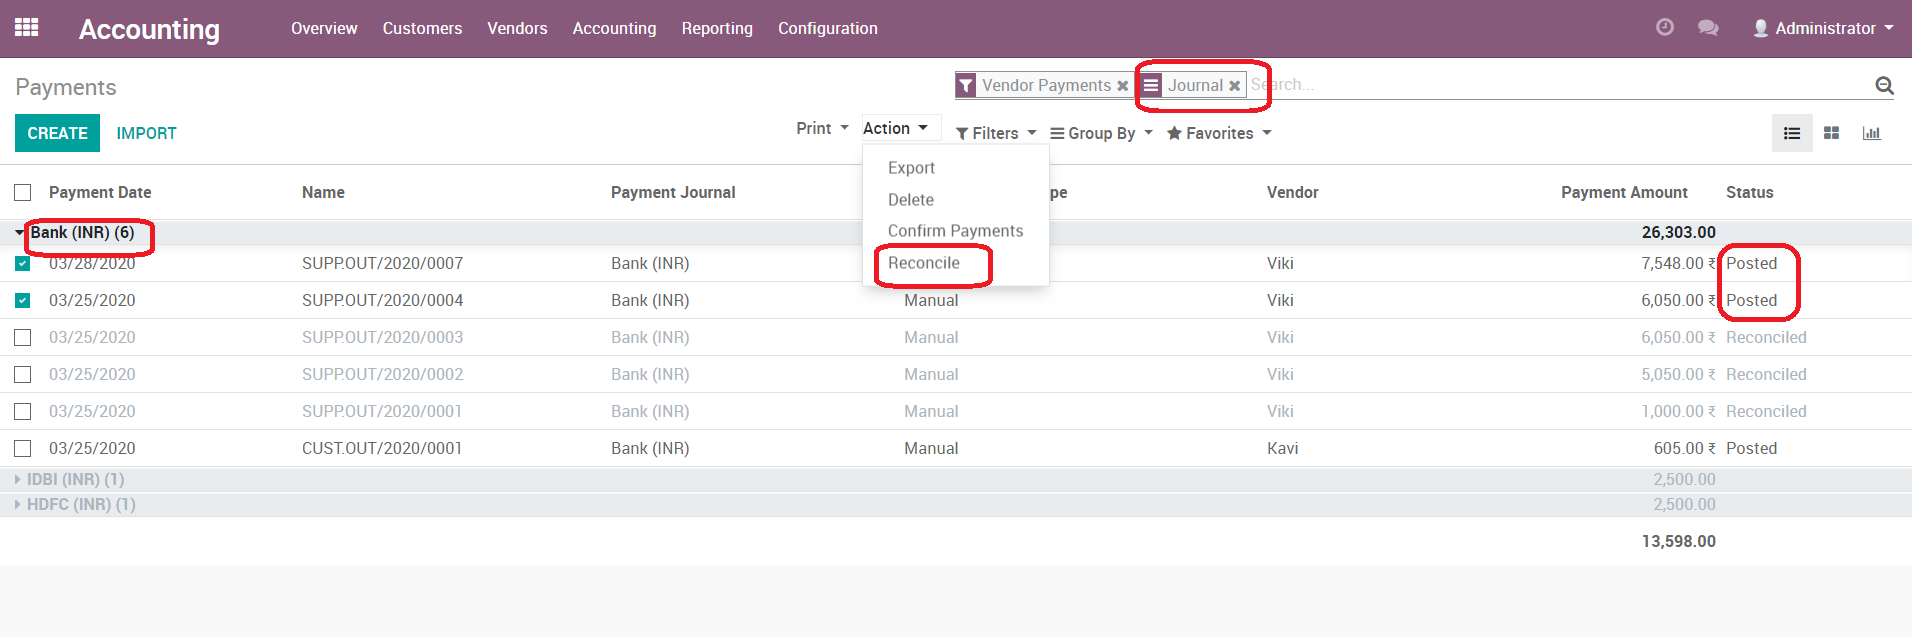 Accounting Overview Customers Vendors Accounting Reporting Configuration Administrator
Payments Vendor Payments Journal Search...
CREATE IMPORT Print Action Filters Group By Favorites
Export
Delete
Confirm Payments
Reconcile
Payment Date Name Payment Journal pe Vendor Payment Amount Status
Bank (INR) (6) 26,303.00
03/28/2020 SUPP.OUT/2020/0007 Bank (INR) Viki 7,548.00 ₹ Posted
03/25/2020 SUPP.OUT/2020/0004 Bank (INR) Manual Viki 6,050.00 ₹ Posted
03/25/2020 SUPP.OUT/2020/0003 Bank (INR) Manual Viki 6,050.00 ₹ Reconciled
03/25/2020 SUPP.OUT/2020/0002 Bank (INR) Manual Viki 5,050.00 ₹ Reconciled
03/25/2020 SUPP.OUT/2020/0001 Bank (INR) Manual Viki 1,000.00 ₹ Reconciled
03/25/2020 CUST.OUT/2020/0001 Bank (INR) Manual Kavi 605.00 ₹ Posted
IDBI (INR) (1) 2,500.00
HDFC (INR) (1) 2,500.00
13,598.00